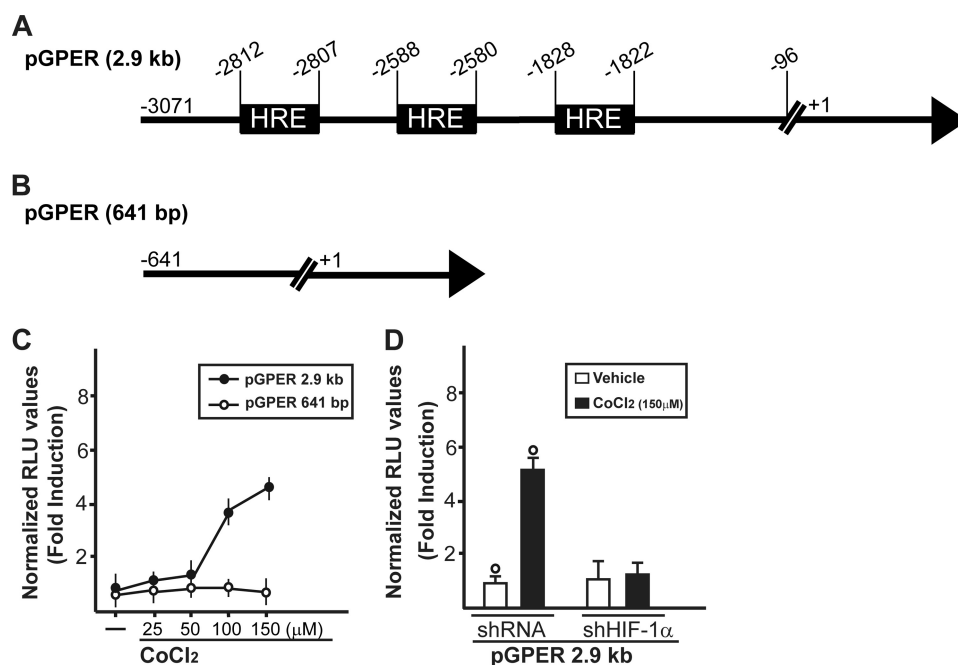 A
pGPER (2.9 kb)
-2812 -2807 -2588 -2580 -1828 -1822 -96
-3071 HRE HRE HRE +1
B
pGPER (641 bp)
-641 +1
C
Normalized RLU values
(Fold Induction)
8
6
4
2
pGPER 2.9 kb
pGPER 641 bp
— 25 50 100 150 (μM)
CoCl₂
D
Normalized RLU values
(Fold Induction)
8
6
4
2
Vehicle
CoCl₂ (150μM)
shRNA shHIF-1α
pGPER 2.9 kb